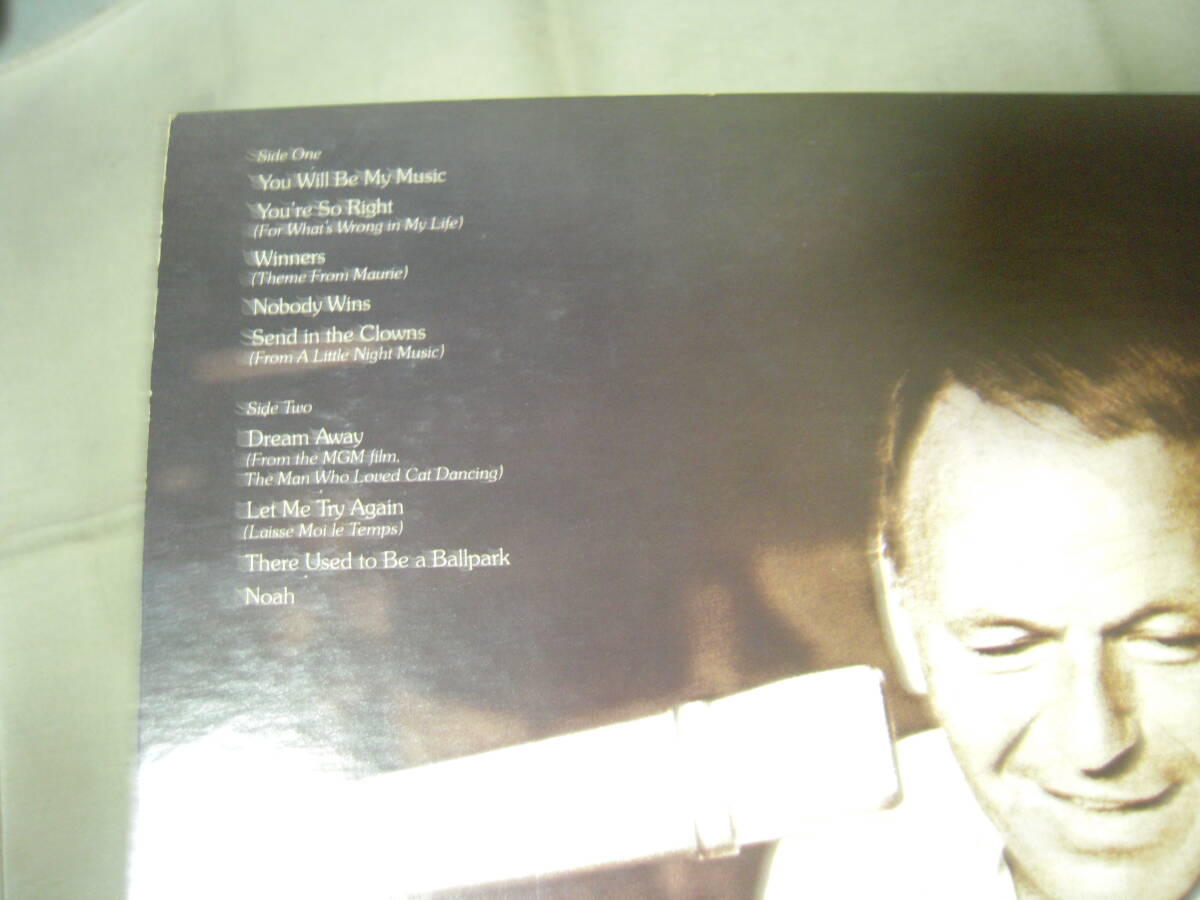 Side One
You Will Be My Music
You're So Right
(For What's Wrong in My Life)
Winners
(Theme From Maurie)
Nobody Wins
Send in the Clowns
(From A Little Night Music)
Side Two
Dream Away
(From the MGM film,
The Man Who Loved Cat Dancing)
Let Me Try Again
(Laisse Moi le Temps)
There Used to Be a Ballpark
Noah